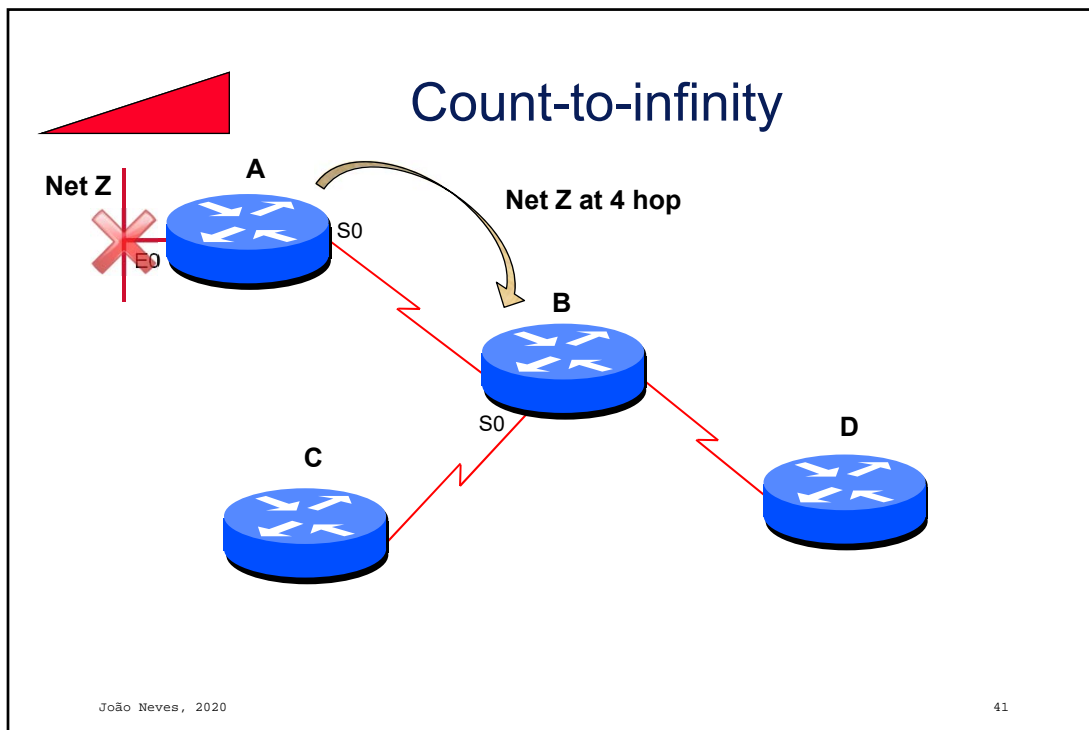 Count-to-infinity
A
Net Z
Net Z at 4 hop
S0
E0
B
S0
C
D
João Neves, 2020
41